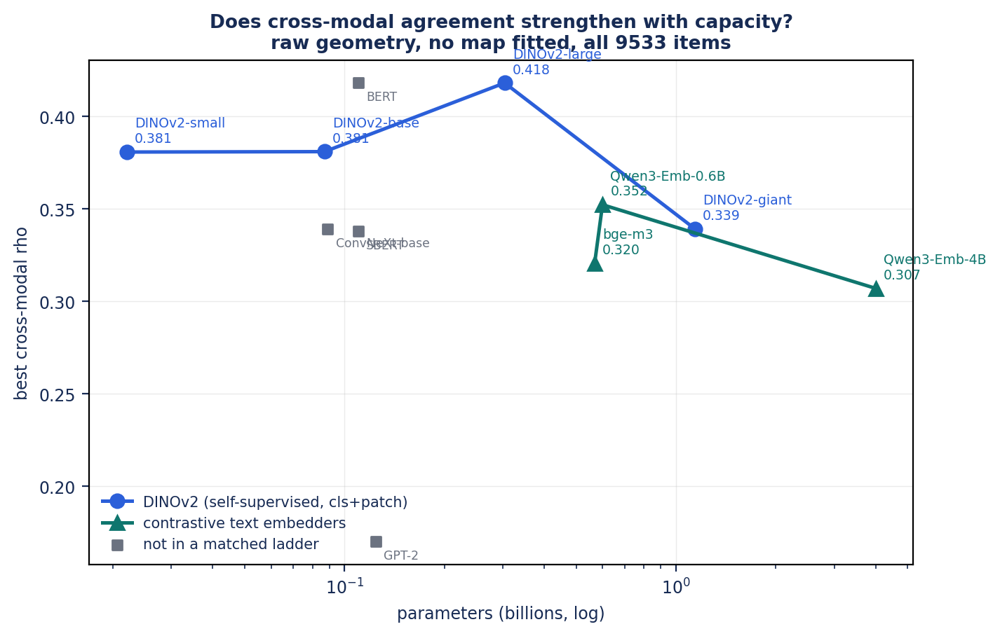 Does cross-modal agreement strengthen with capacity?
raw geometry, no map fitted, all 9533 items
DINOv2-large
0.418
BERT
DINOv2-small
0.381
DINOv2-base
0.381
Qwen3-Emb-0.6B
0.352
DINOv2-giant
0.339
bge-m3
0.320
ConvNeXt-base
SBERT
Qwen3-Emb-4B
0.307
GPT-2
0.40
0.35
0.30
0.25
0.20
best cross-modal rho
DINOv2 (self-supervised, cls+patch)
contrastive text embedders
not in a matched ladder
10⁻¹
10⁰
parameters (billions, log)